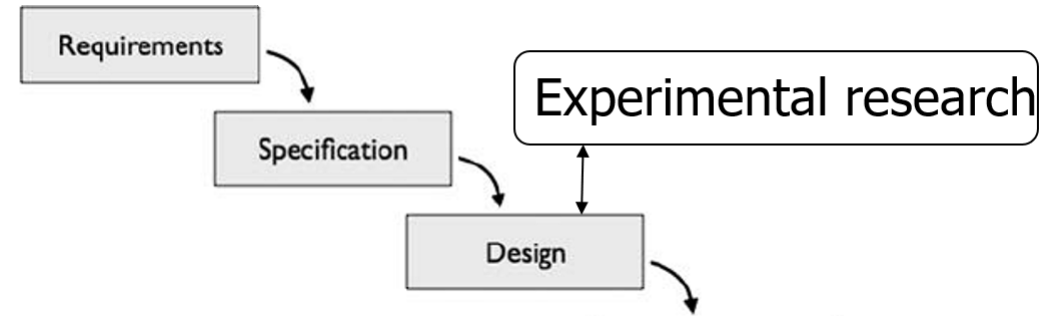 Requirements
Experimental research
Specification
Design